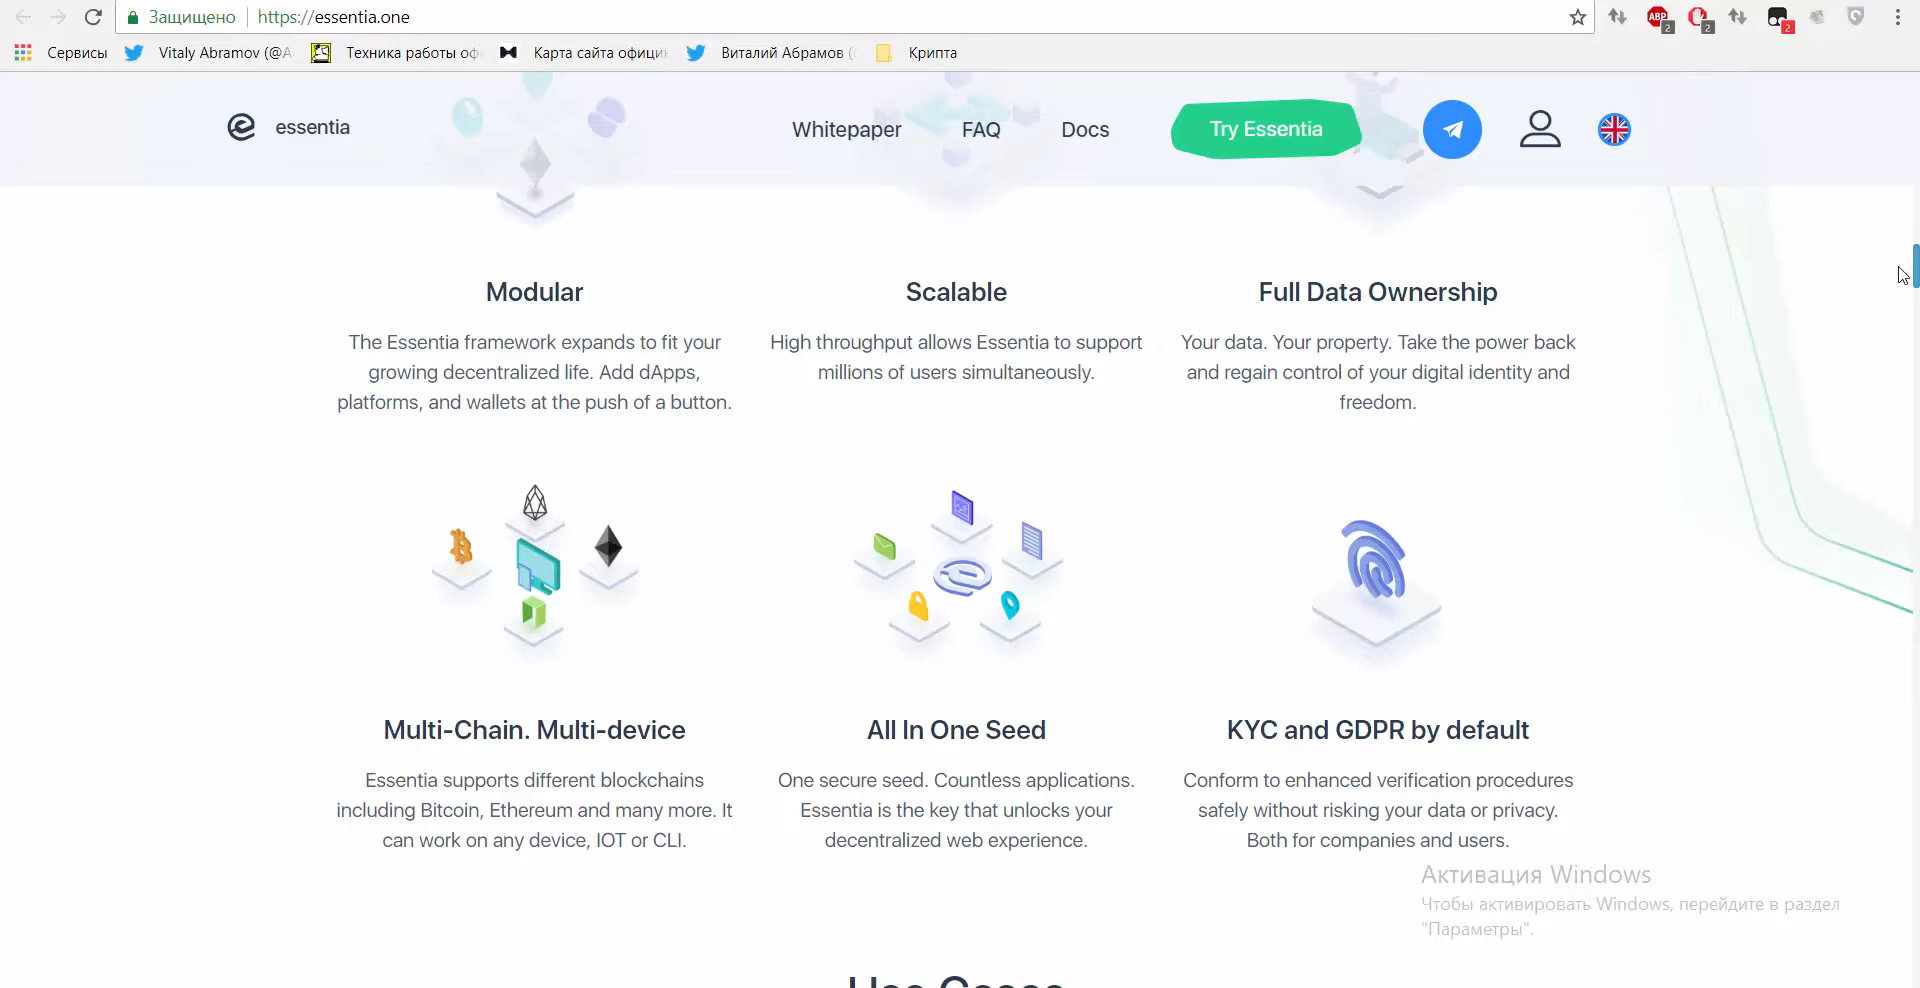 Защищено https://essentia.one
ABP 2 2 2
Сервисы Vitaly Abramov (@A Техника работы оф Карта сайта офици Виталий Абрамов ( Крипта
essentia Whitepaper FAQ Docs Try Essentia
Modular
The Essentia framework expands to fit your
growing decentralized life. Add dApps,
platforms, and wallets at the push of a button.
Scalable
High throughput allows Essentia to support
millions of users simultaneously.
Full Data Ownership
Your data. Your property. Take the power back
and regain control of your digital identity and
freedom.
Multi-Chain. Multi-device
Essentia supports different blockchains
including Bitcoin, Ethereum and many more. It
can work on any device, IOT or CLI.
All In One Seed
One secure seed. Countless applications.
Essentia is the key that unlocks your
decentralized web experience.
KYC and GDPR by default
Conform to enhanced verification procedures
safely without risking your data or privacy.
Both for companies and users.
Активация Windows
Чтобы активировать Windows, перейдите в раздел
"Параметры".
Use Cases